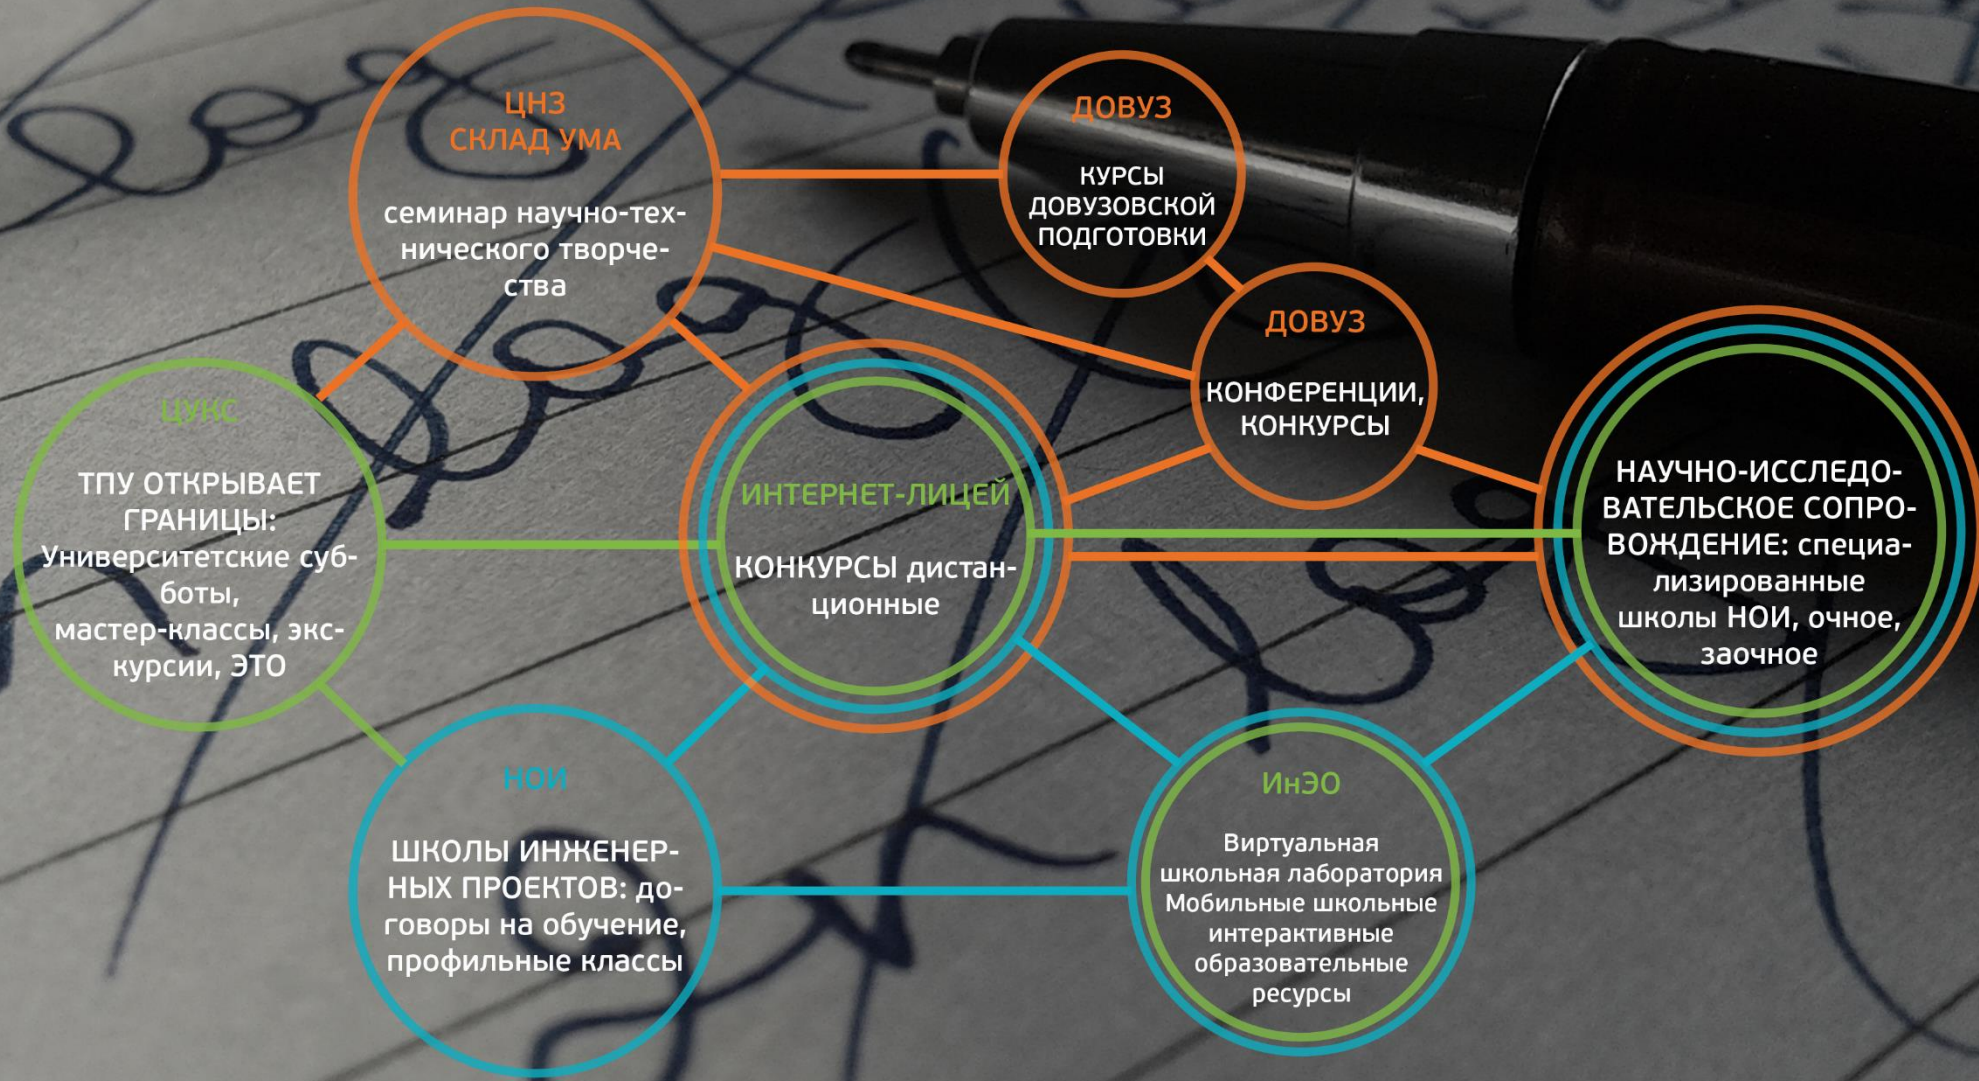 ЦНЗ
СКЛАД УМА
семинар научно-тех-
нического творче-
ства
ДОВУЗ
КУРСЫ
ДОВУЗОВСКОЙ
ПОДГОТОВКИ
ДОВУЗ
КОНФЕРЕНЦИИ,
КОНКУРСЫ
ЦУКС
ТПУ ОТКРЫВАЕТ
ГРАНИЦЫ:
Университетские суб-
боты,
мастер-классы, экс-
курсии, ЭТО
ИНТЕРНЕТ-ЛИЦЕЙ
КОНКУРСЫ дистан-
ционные
НАУЧНО-ИССЛЕДО-
ВАТЕЛЬСКОЕ СОПРО-
ВОЖДЕНИЕ: специа-
лизированные
школы НОИ, очное,
заочное
НОИ
ШКОЛЫ ИНЖЕНЕР-
НЫХ ПРОЕКТОВ: до-
говоры на обучение,
профильные классы
ИнЭО
Виртуальная
школьная лаборатория
Мобильные школьные
интерактивные
образовательные
ресурсы